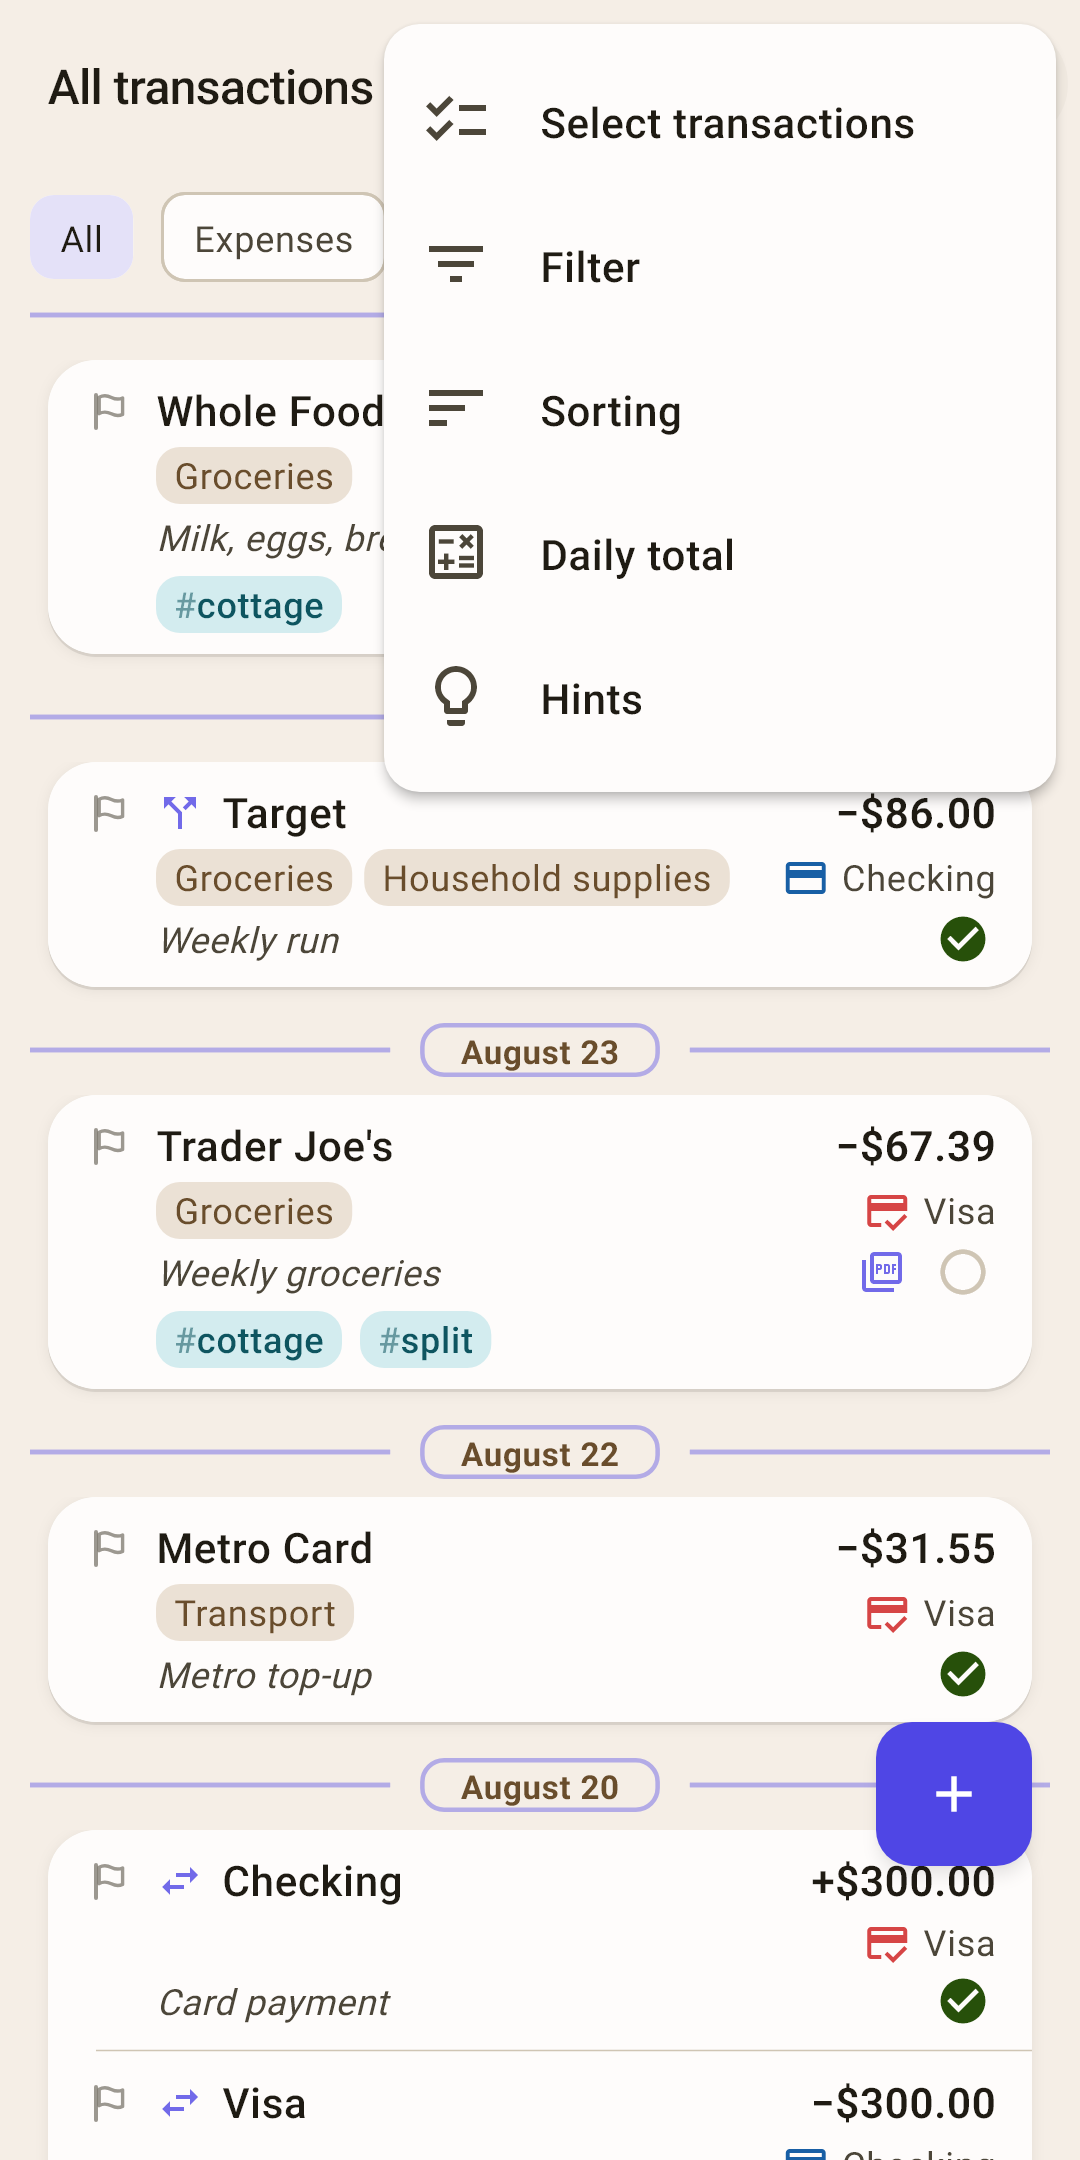 All transactions
Select transactions
All
Expenses
Filter
Whole Food
Sorting
Groceries
Milk, eggs,
Daily total
#cottage
Hints
Target
−$86.00
Groceries
Household supplies
Checking
Weekly run
August 23
Trader Joe's
−$67.39
Groceries
Visa
Weekly groceries
PDF
#cottage
#split
August 22
Metro Card
−$31.55
Transport
Visa
Metro top-up
August 20
+
Checking
+$300.00
Visa
Card payment
Visa
−$300.00
Checking